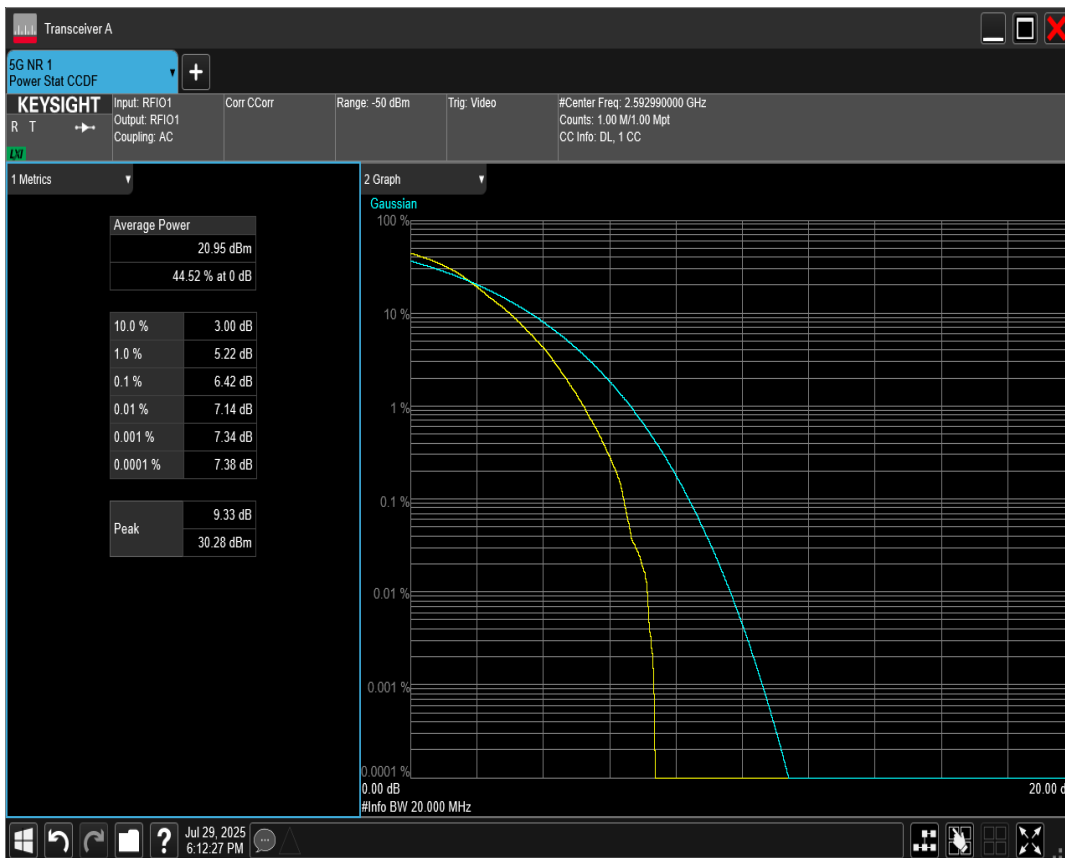 Transceiver A
5G NR 1
Power Stat CCDF
KEYSIGHT
R T
LXI
Input: RFIO1
Output: RFIO1
Coupling: AC
Corr CCorr
Range: -50 dBm
Trig: Video
#Center Freq: 2.592990000 GHz
Counts: 1.00 M/1.00 Mpt
CC Info: DL, 1 CC
1 Metrics
Average Power
20.95 dBm
44.52 % at 0 dB
10.0 % 3.00 dB
1.0 % 5.22 dB
0.1 % 6.42 dB
0.01 % 7.14 dB
0.001 % 7.34 dB
0.0001 % 7.38 dB
Peak
9.33 dB
30.28 dBm
2 Graph
Gaussian
100 %
10 %
1 %
0.1 %
0.01 %
0.001 %
0.0001 %
0.00 dB
20.00 d
#Info BW 20.000 MHz
?
Jul 29, 2025
6:12:27 PM